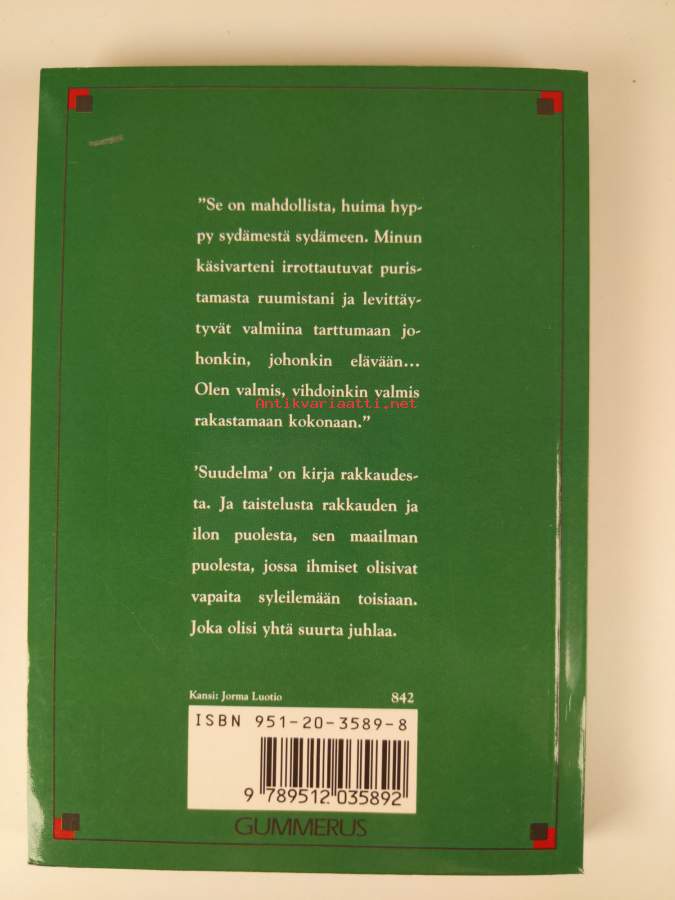 "Se on mahdollista, huima hyp-
py sydämestä sydämeen. Minun
käsivarteni irrottautuvat puris-
tamasta ruumistani ja levittäy-
tyvät valmiina tarttumaan jo-
honkin, johonkin elävään...
Olen valmis, vihdoinkin valmis
Antikvariaatti.net
rakastamaan kokonaan."
'Suudelma' on kirja rakkaudes-
ta. Ja taistelusta rakkauden ja
ilon puolesta, sen maailman
puolesta, jossa ihmiset olisivat
vapaita syleilemään toisiaan.
Joka olisi yhtä suurta juhlaa.
Kansi: Jorma Luotio 842
ISBN 951-20-3589-8
9 789512 035892
GUMMERUS